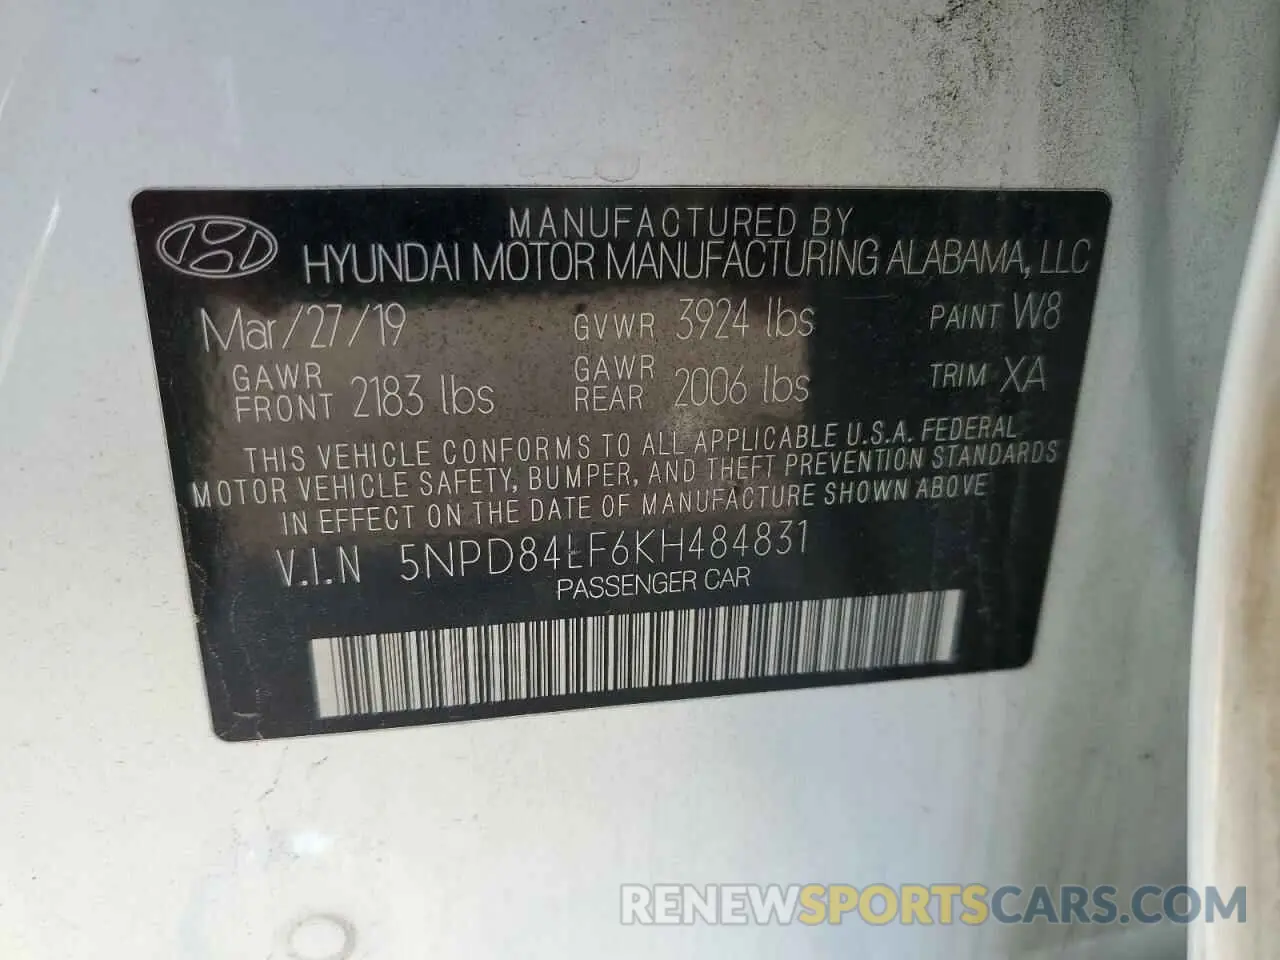 MANUFACTURED BY
HYUNDAI MOTOR MANUFACTURING ALABAMA, LLC
Mar/27/19 GVWR 3924 lbs PAINT W8
GAWR FRONT 2183 lbs GAWR REAR 2006 lbs TRIM XA
THIS VEHICLE CONFORMS TO ALL APPLICABLE U.S.A. FEDERAL
MOTOR VEHICLE SAFETY, BUMPER, AND THEFT PREVENTION STANDARDS
IN EFFECT ON THE DATE OF MANUFACTURE SHOWN ABOVE
V.I.N 5NPD84LF6KH484831
PASSENGER CAR
RENEWSPORTSCARS.COM